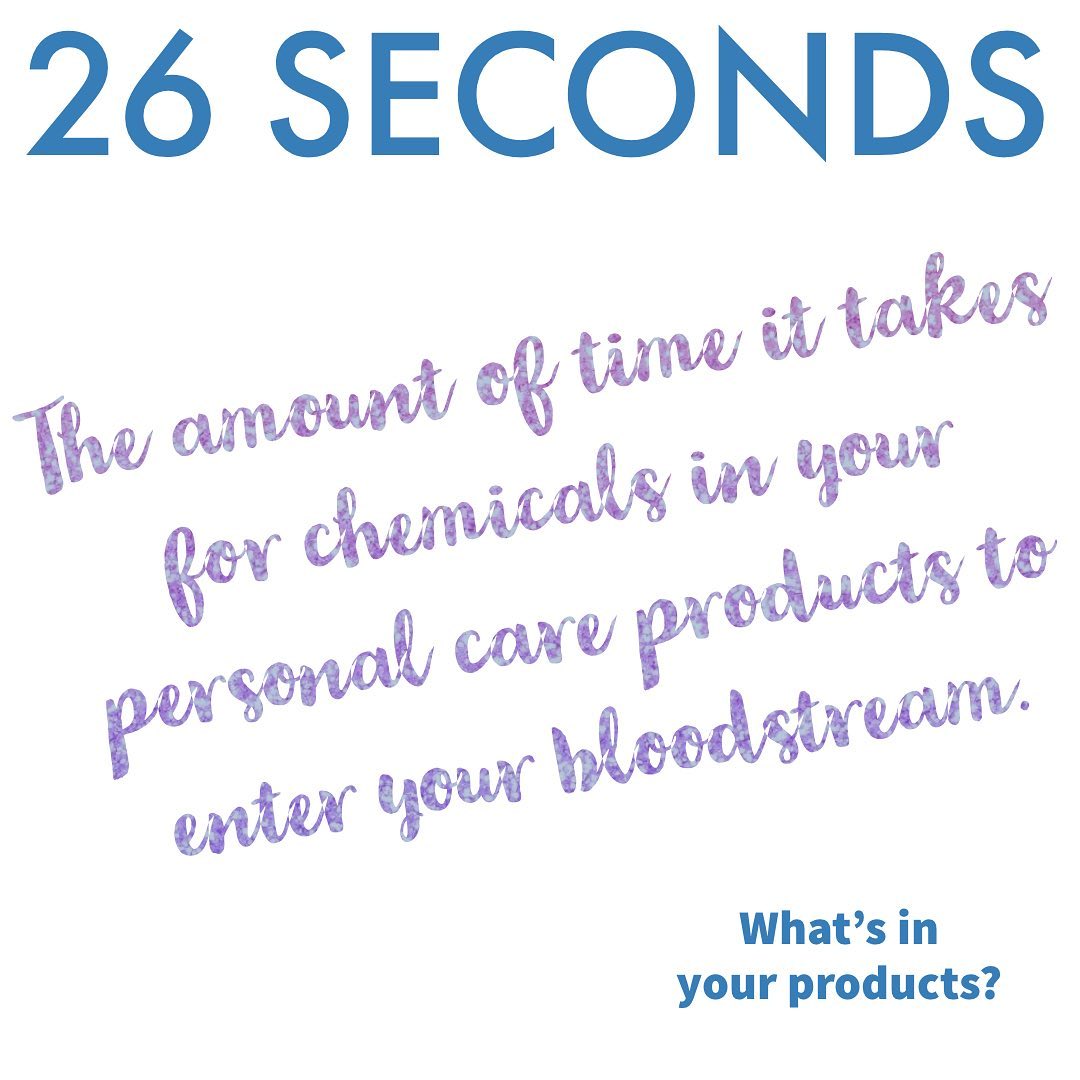 26 SECONDS
The amount of time it takes
for chemicals in your
personal care products to
enter your bloodstream.
What’s in
your products?